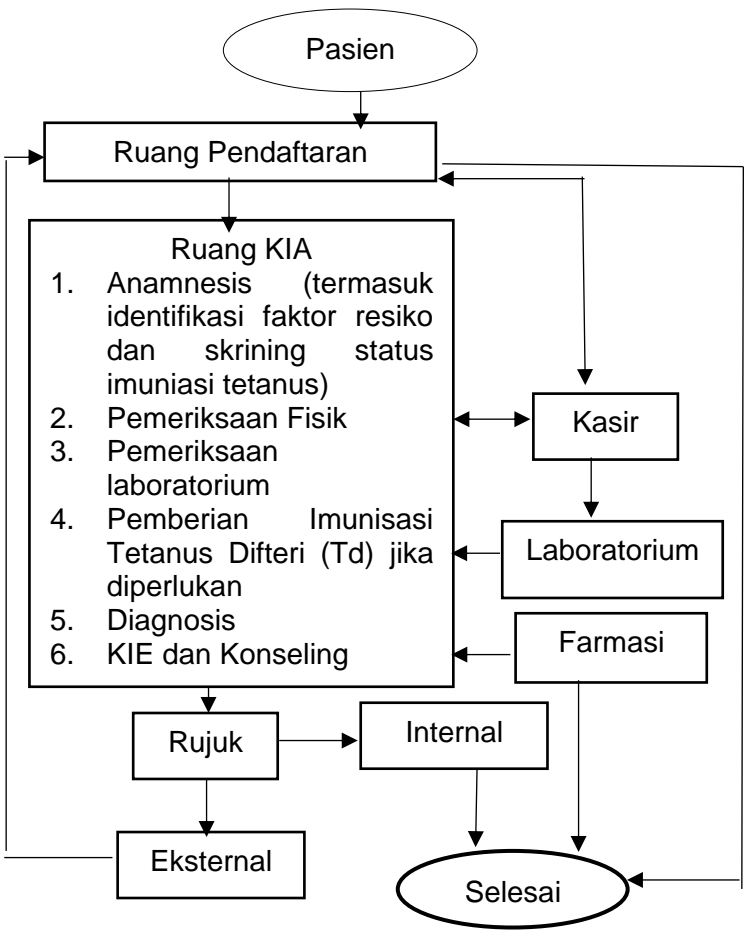 Pasien
Ruang Pendaftaran
Ruang KIA
1. Anamnesis (termasuk
identifikasi faktor resiko
dan skrining status
imuniasi tetanus)
2. Pemeriksaan Fisik
3. Pemeriksaan
laboratorium
4. Pemberian Imunisasi
Tetanus Difteri (Td) jika
diperlukan
5. Diagnosis
6. KIE dan Konseling
Kasir
Laboratorium
Farmasi
Rujuk
Internal
Eksternal
Selesai